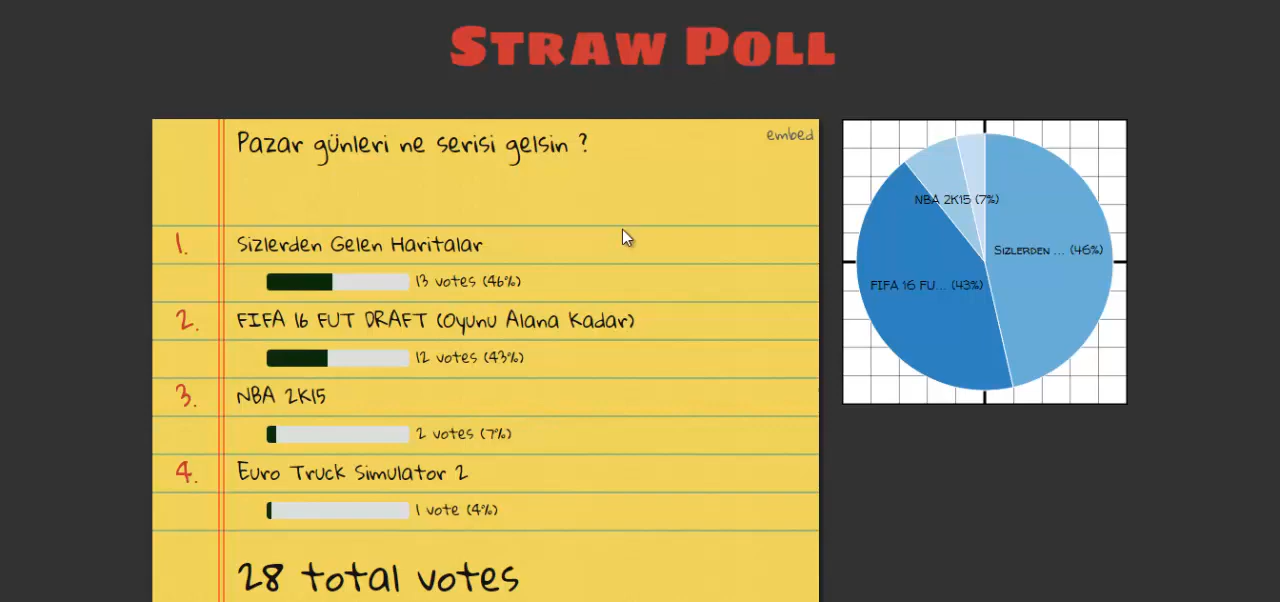 STRAW POLL
Pazar günleri ne serisi gelsin ?
embed
1. Sizlerden Gelen Haritalar
13 votes (46%)
2. FIFA 16 FUT DRAFT (Oyunu Alana Kadar)
12 votes (43%)
3. NBA 2K15
2 votes (7%)
4. Euro Truck Simulator 2
1 vote (4%)
28 total votes
NBA 2K15 (7%)
Sizlerden ... (46%)
FIFA 16 FU... (43%)